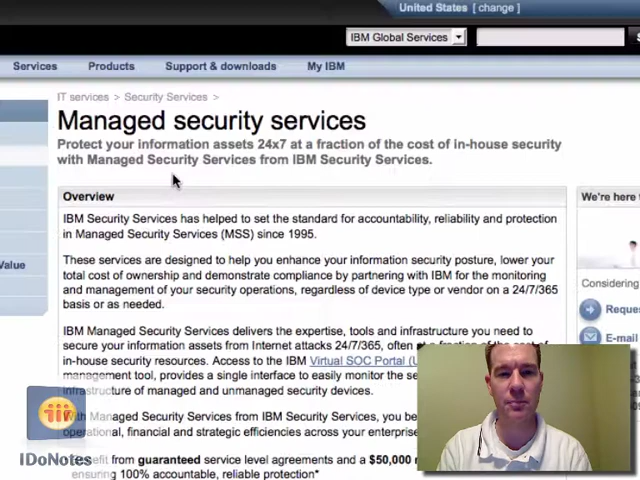 United States [ change ]
IBM Global Services
Services Products Support & downloads My IBM
IT services > Security Services >
Managed security services
Protect your information assets 24x7 at a fraction of the cost of in-house security
with Managed Security Services from IBM Security Services.
Overview
We're here
IBM Security Services has helped to set the standard for accountability, reliability and protection
in Managed Security Services (MSS) since 1995.
Value
These services are designed to help you enhance your information security posture, lower your
total cost of ownership and demonstrate compliance by partnering with IBM for the monitoring
and management of your security operations, regardless of device type or vendor on a 24/7/365
basis or as needed.
Considering
Reque
E-mail
IBM Managed Security Services delivers the expertise, tools and infrastructure you need to
secure your information assets from Internet attacks 24/7/365, often at a fraction of the cost of
in-house security resources. Access to the IBM Virtual SOC Portal (
management tool, provides a single interface to easily monitor the se
infrastructure of managed and unmanaged security devices.
With Managed Security Services from IBM Security Services, you be
operational, financial and strategic efficiencies across your enterprise
IDoNotes
Benefit from guaranteed service level agreements and a $50,000
ensuring 100% accountable, reliable protection*